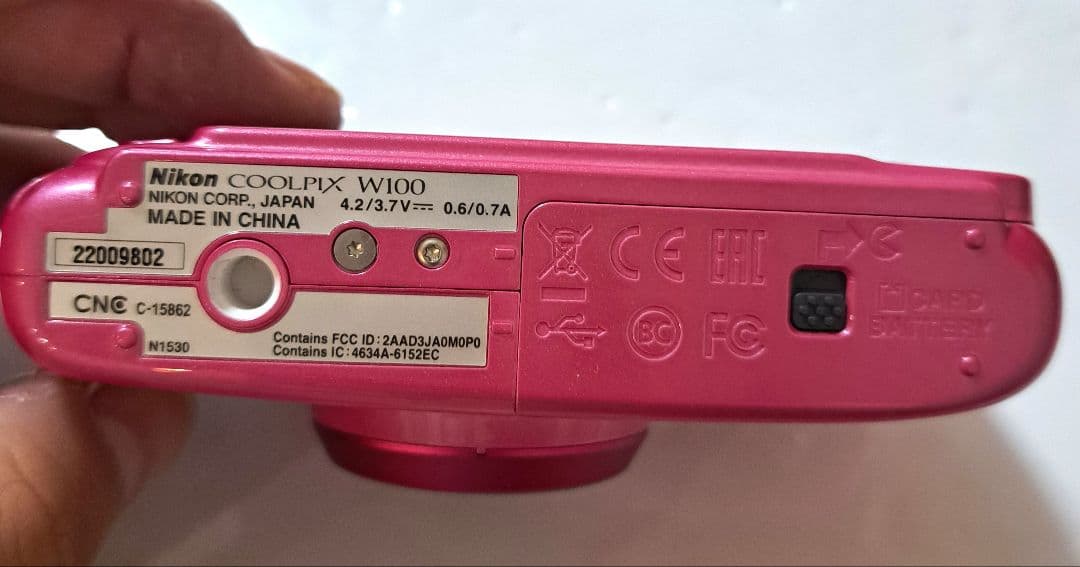 Nikon COOLPIX W100
NIKON CORP., JAPAN 4.2/3.7V⎓ 0.6/0.7A
MADE IN CHINA
22009802
CNC C-15862
N1530
Contains FCC ID:2AAD3JA0M0P0
Contains IC:4634A-6152EC
CE EAC
BC FC
CARD
BATTERY